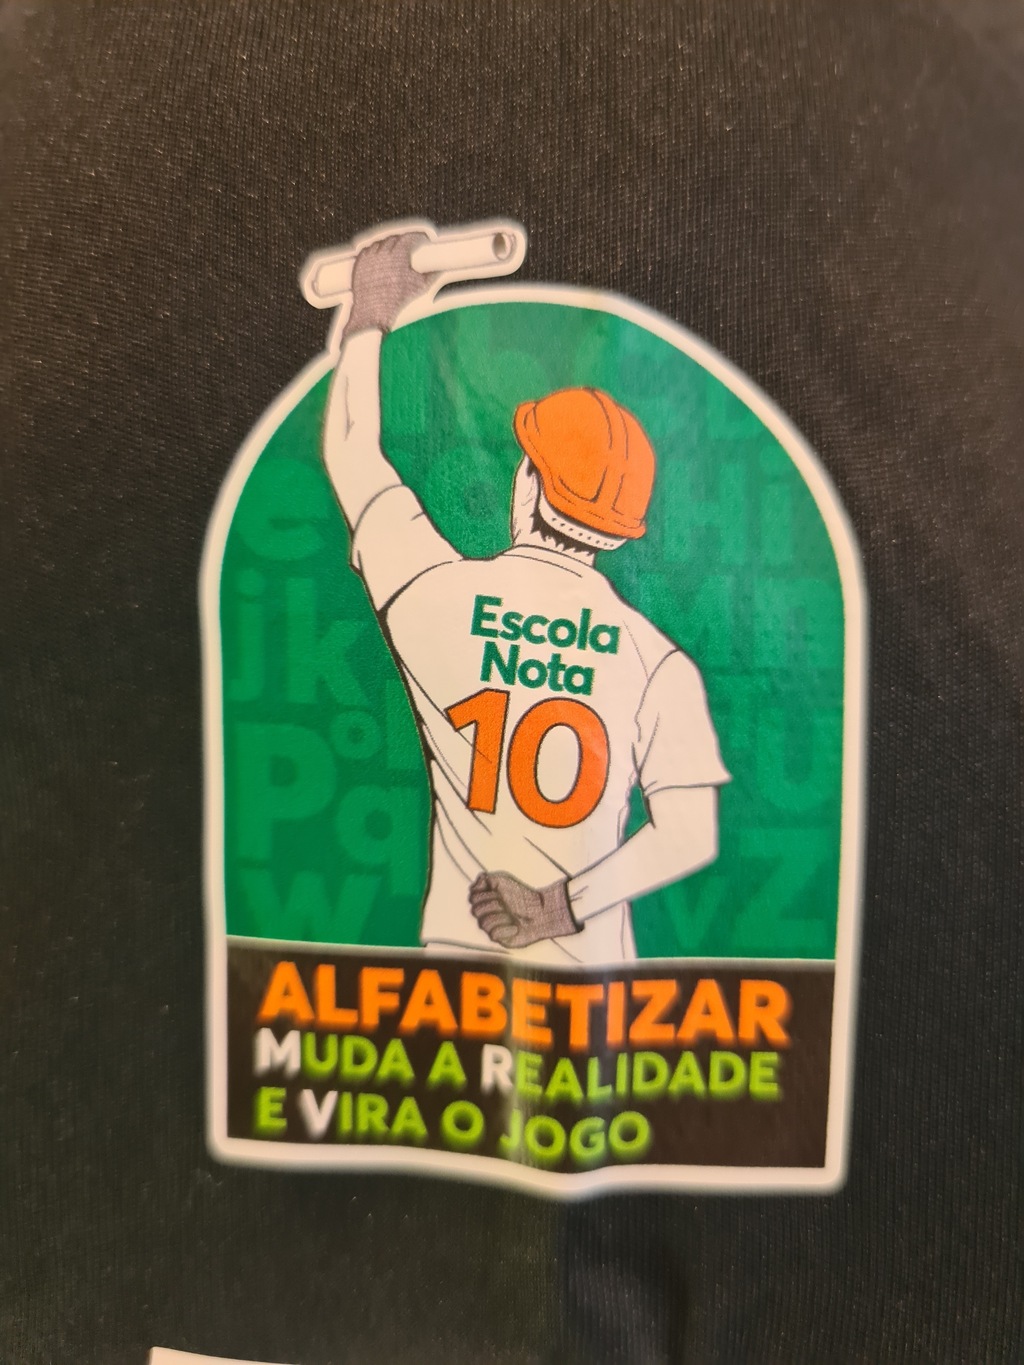 Escola
Nota
10
ALFABETIZAR
MUDA A REALIDADE
E VIRA O JOGO